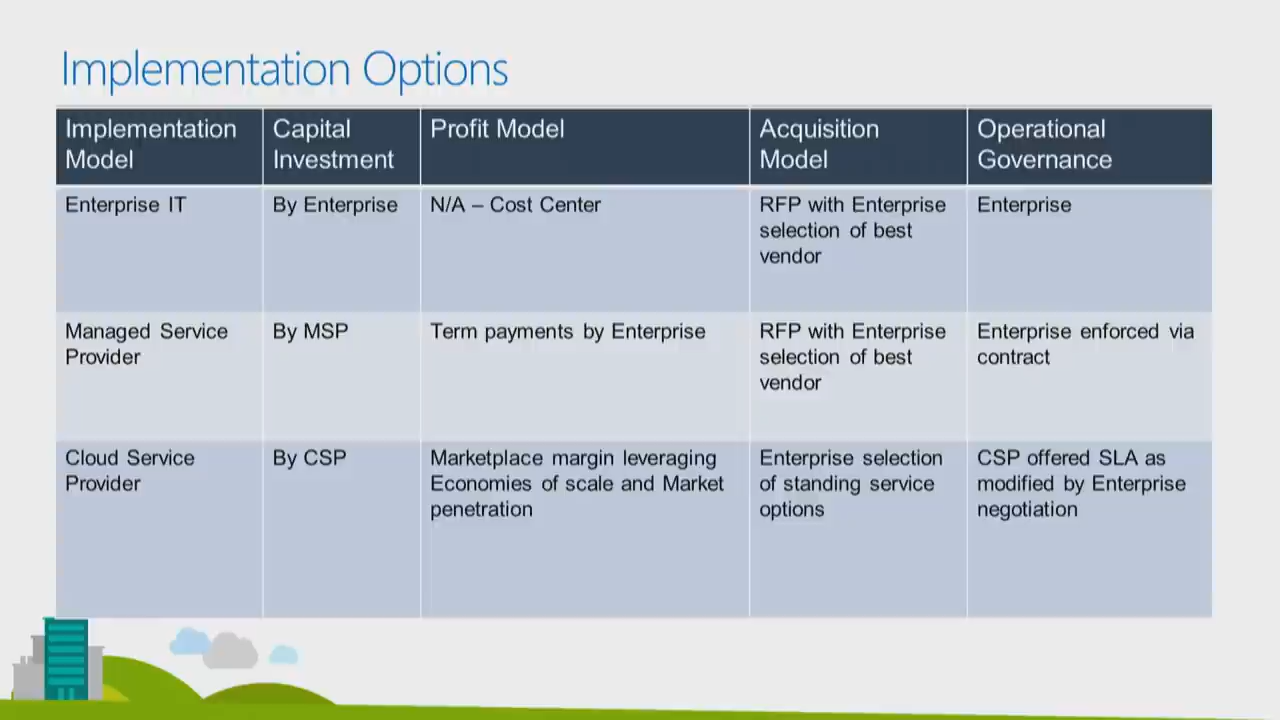 Implementation Options
Implementation
Model
Capital
Investment
Profit Model
Acquisition
Model
Operational
Governance
Enterprise IT
By Enterprise
N/A – Cost Center
RFP with Enterprise
selection of best
vendor
Enterprise
Managed Service
Provider
By MSP
Term payments by Enterprise
RFP with Enterprise
selection of best
vendor
Enterprise enforced via
contract
Cloud Service
Provider
By CSP
Marketplace margin leveraging
Economies of scale and Market
penetration
Enterprise selection
of standing service
options
CSP offered SLA as
modified by Enterprise
negotiation